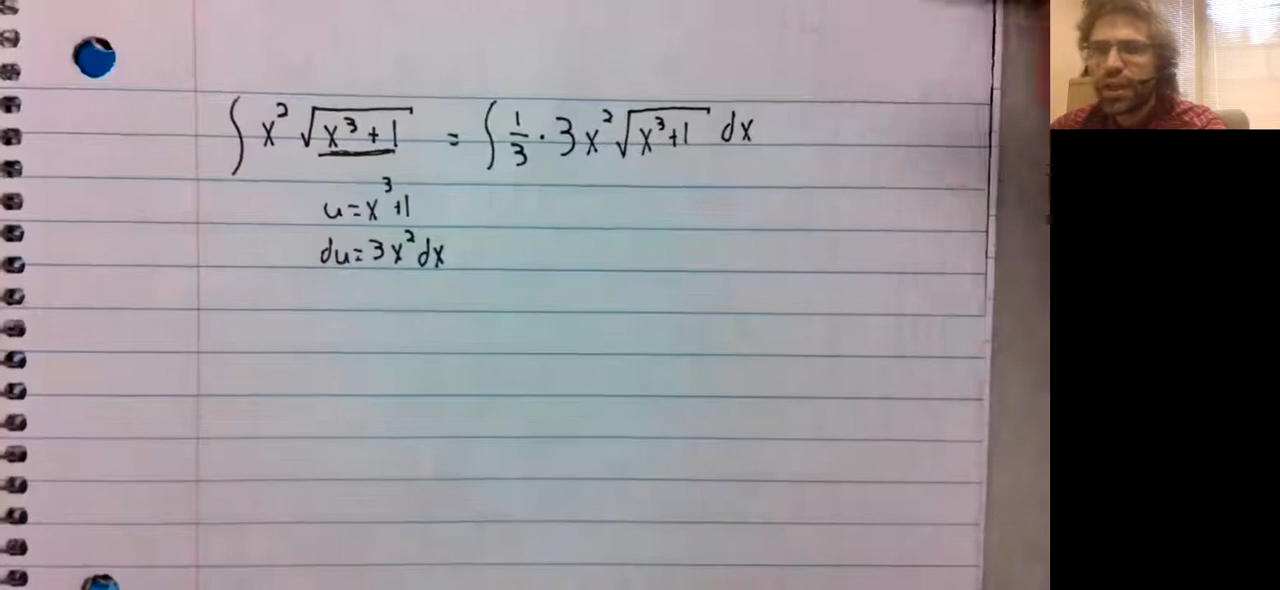 ∫ x² √(x³ + 1) = ∫ 1/3 · 3x² √(x³+1) dx
u = x³+1
du = 3x² dx